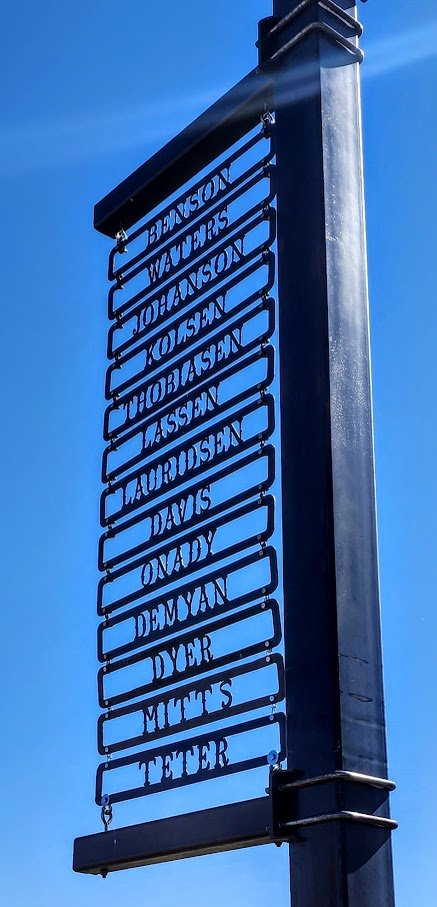 BENSON
WATERS
JOHANSON
KOLSEN
THOBIASEN
LASSEN
LAURIDSEN
DAVIS
ONADY
DEMYAN
DYER
MITTS
TETER